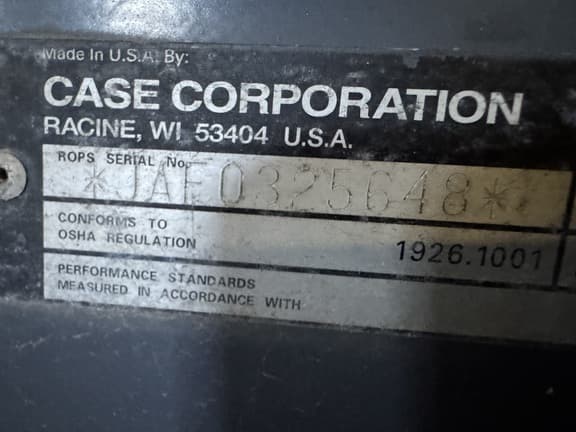 Made In U.S.A. By:
CASE CORPORATION
RACINE, WI 53404 U.S.A.
ROPS SERIAL No.
*JAF0325648*
CONFORMS TO
OSHA REGULATION
1926.1001
PERFORMANCE STANDARDS
MEASURED IN ACCORDANCE WITH